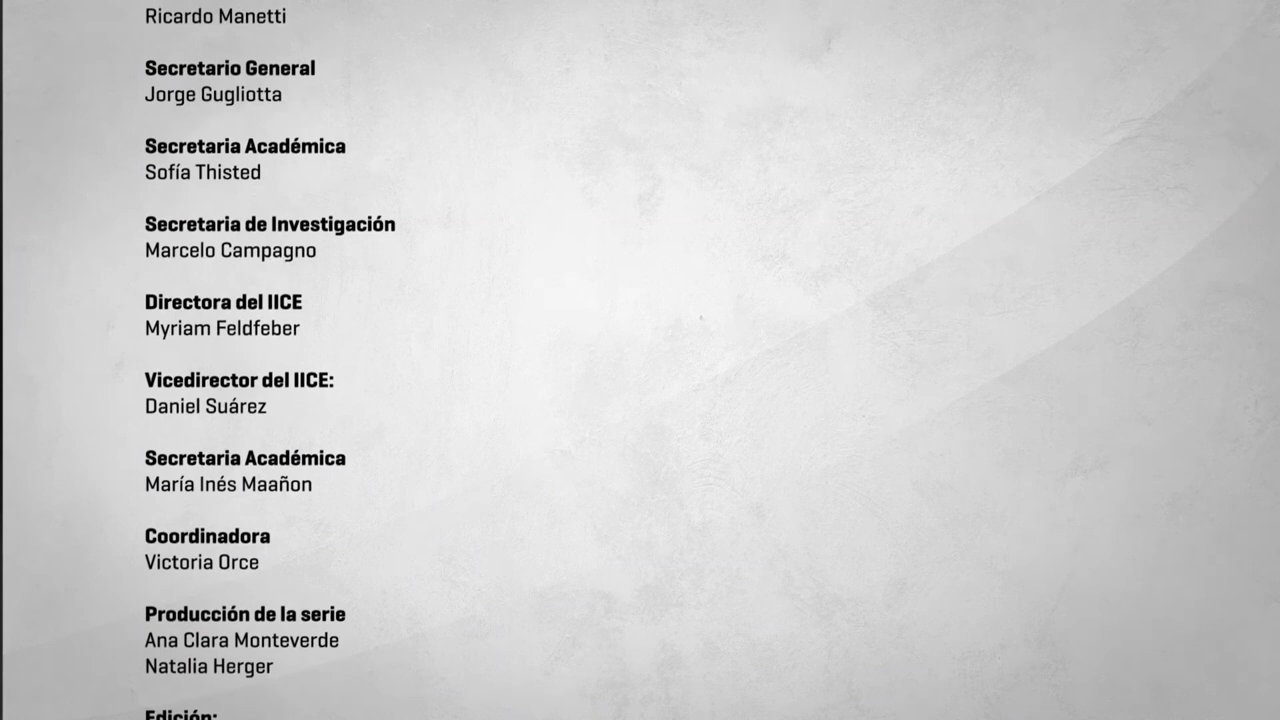 Ricardo Manetti
Secretario General
Jorge Gugliotta
Secretaria Académica
Sofía Thisted
Secretaria de Investigación
Marcelo Campagno
Directora del IICE
Myriam Feldfeber
Vicedirector del IICE:
Daniel Suárez
Secretaria Académica
María Inés Maañon
Coordinadora
Victoria Orce
Producción de la serie
Ana Clara Monteverde
Natalia Herger
Edición: